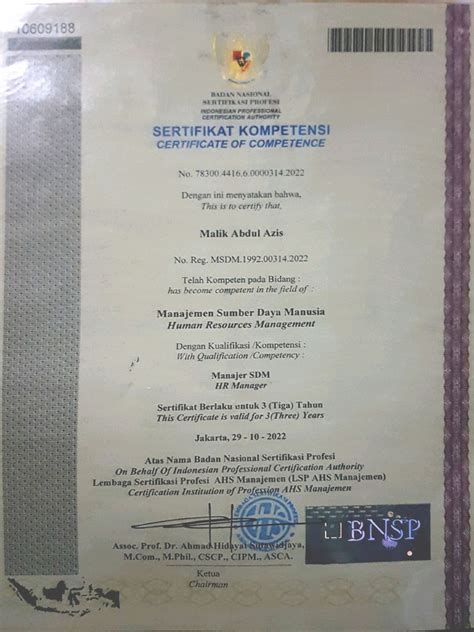 10609188
BADAN NASIONAL
SERTIFIKASI PROFESI
INDONESIAN PROFESSIONAL
CERTIFICATION AUTHORITY
SERTIFIKAT KOMPETENSI
CERTIFICATE OF COMPETENCE
No. 78300.4416.6.0000314.2022
Dengan ini menyatakan bahwa,
This is to certify that,
Malik Abdul Azis
No. Reg. MSDM.1992.00314.2022
Telah Kompeten pada Bidang :
has become competent in the field of :
Manajemen Sumber Daya Manusia
Human Resources Management
Dengan Kualifikasi /Kompetensi :
With Qualification /Competency :
Manajer SDM
HR Manager
Sertifikat Berlaku untuk 3 (Tiga) Tahun
This Certificate is valid for 3(Three) Years
Jakarta, 29 - 10 - 2022
Atas Nama Badan Nasional Sertifikasi Profesi
On Behalf Of Indonesian Professional Certification Authority
Lembaga Sertifikasi Profesi AHS Manajemen (LSP AHS Manajemen)
Certification Institution of Profession AHS Manajemen
BNSP
Assoc. Prof. Dr. Ahmad Hidayat
M.Com., M.Phil., CSCP., CIPM., ASCA.
Ketua
Chairman